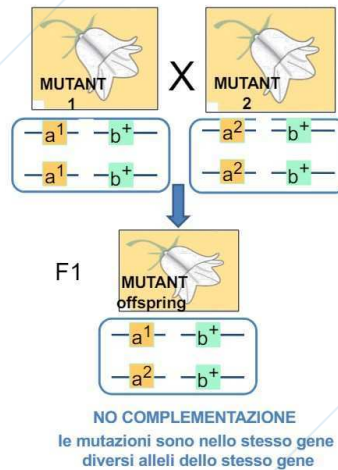 MUTANT
1
X
MUTANT
2
a¹ b⁺
a¹ b⁺
a² b⁺
a² b⁺
F1
MUTANT
offspring
a¹ b⁺
a² b⁺
NO COMPLEMENTAZIONE
le mutazioni sono nello stesso gene
diversi alleli dello stesso gene